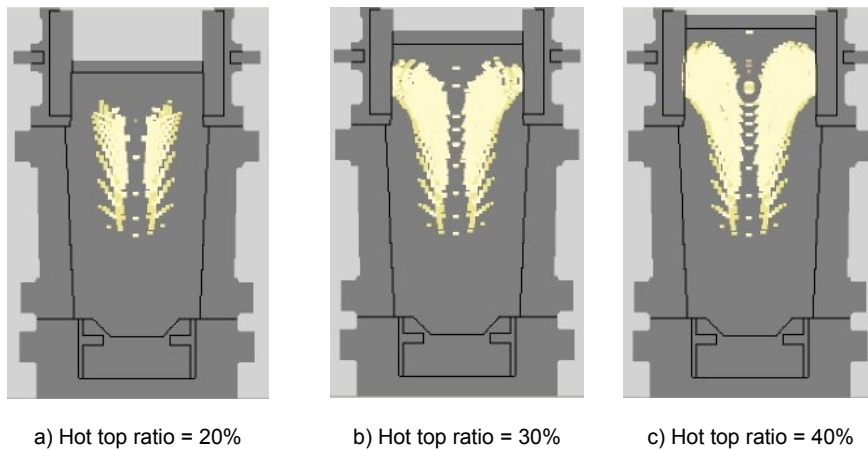 a) Hot top ratio = 20%
b) Hot top ratio = 30%
c) Hot top ratio = 40%